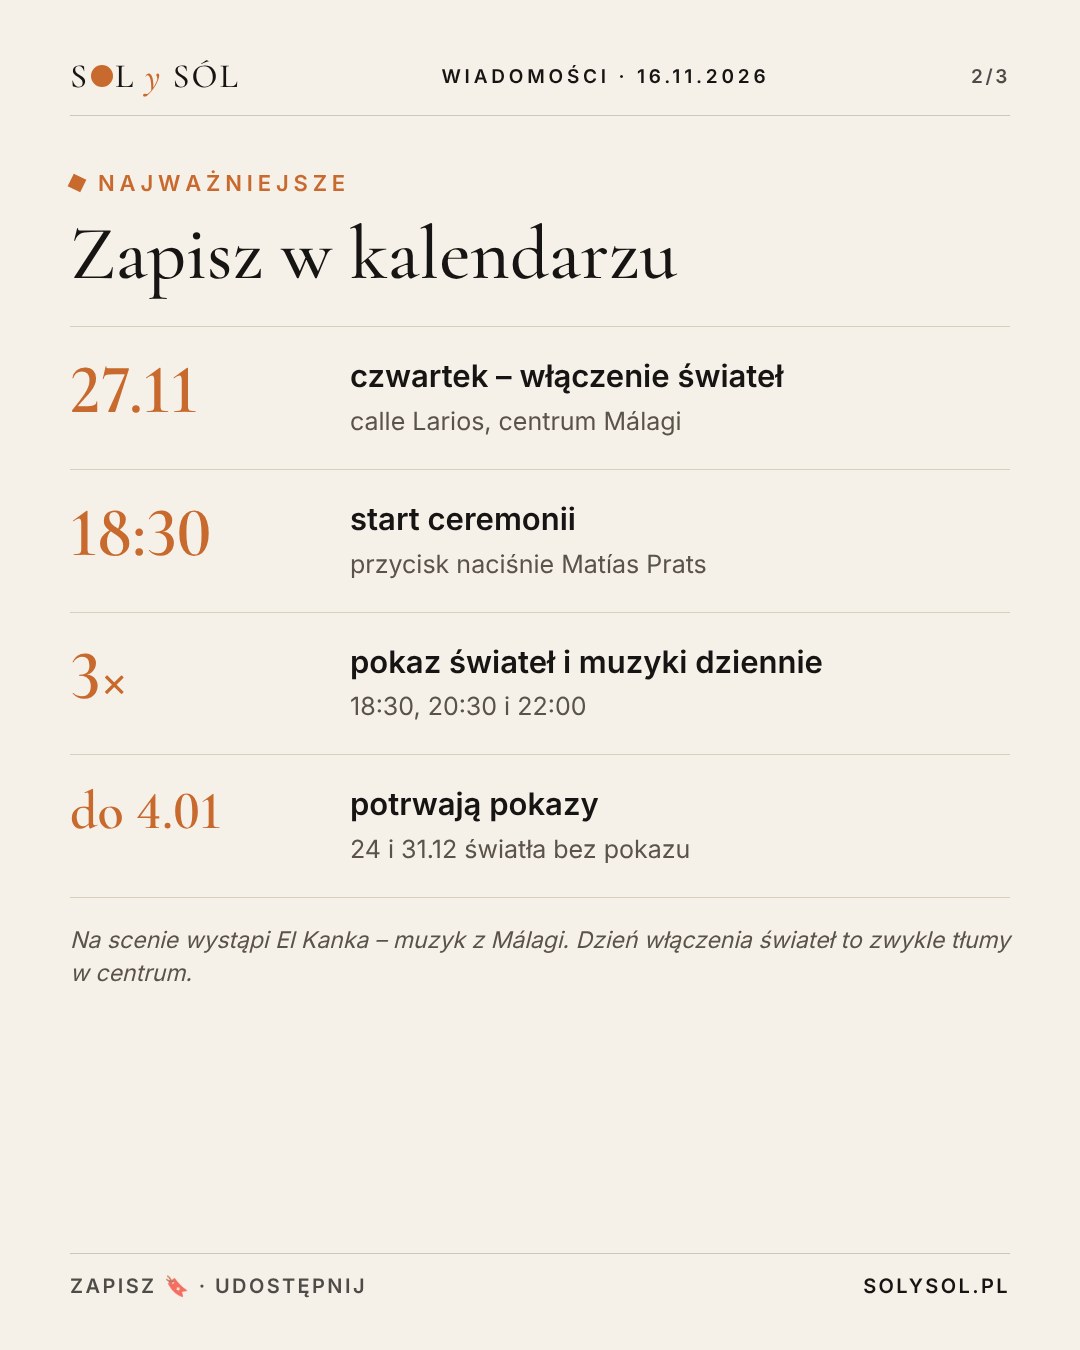 SOL y SÓL
WIADOMOŚCI · 16.11.2026
2/3
NAJWAŻNIEJSZE
Zapisz w kalendarzu
27.11
czwartek – włączenie świateł
calle Larios, centrum Málagi
18:30
start ceremonii
przycisk naciśnie Matías Prats
3×
pokaz świateł i muzyki dziennie
18:30, 20:30 i 22:00
do 4.01
potrwają pokazy
24 i 31.12 światła bez pokazu
Na scenie wystąpi El Kanka – muzyk z Málagi. Dzień włączenia świateł to zwykle tłumy
w centrum.
ZAPISZ 🔖 · UDOSTĘPNIJ
SOLYSOL.PL